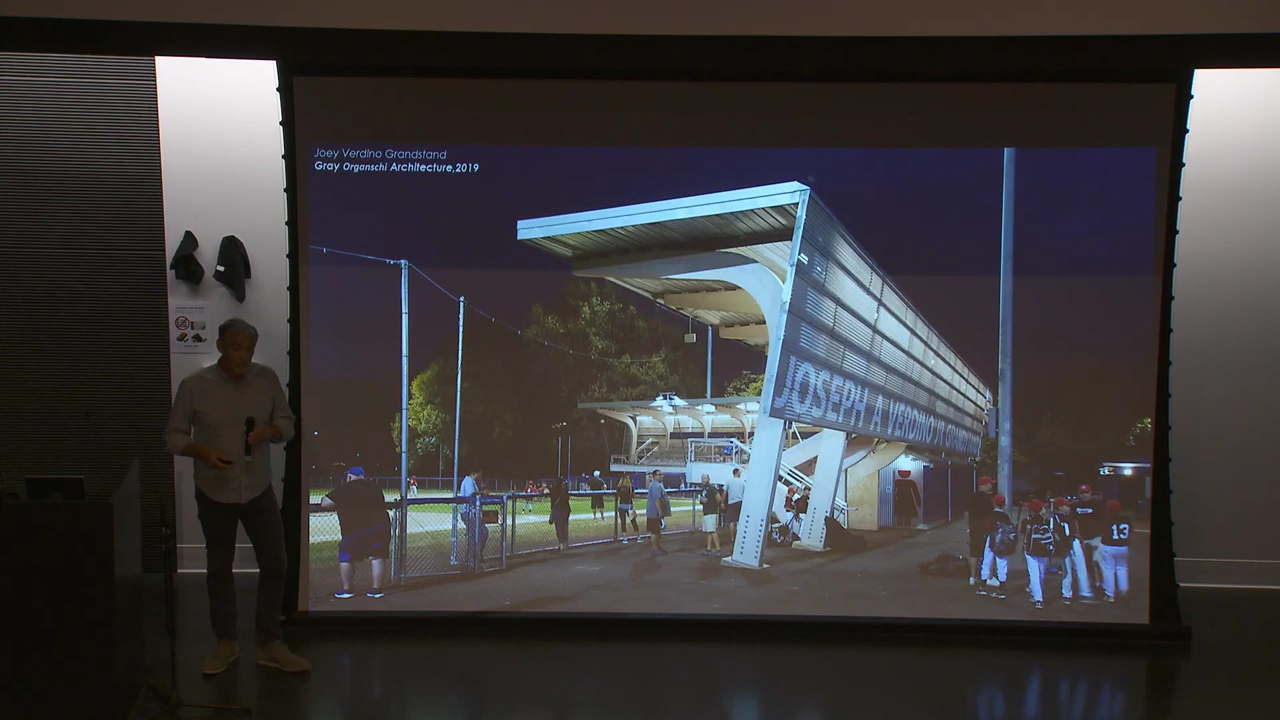 Joey Verdino Grandstand
Gray Organschi Architecture,2019
JOSEPH A VERDINO JR GRANDSTAND
13